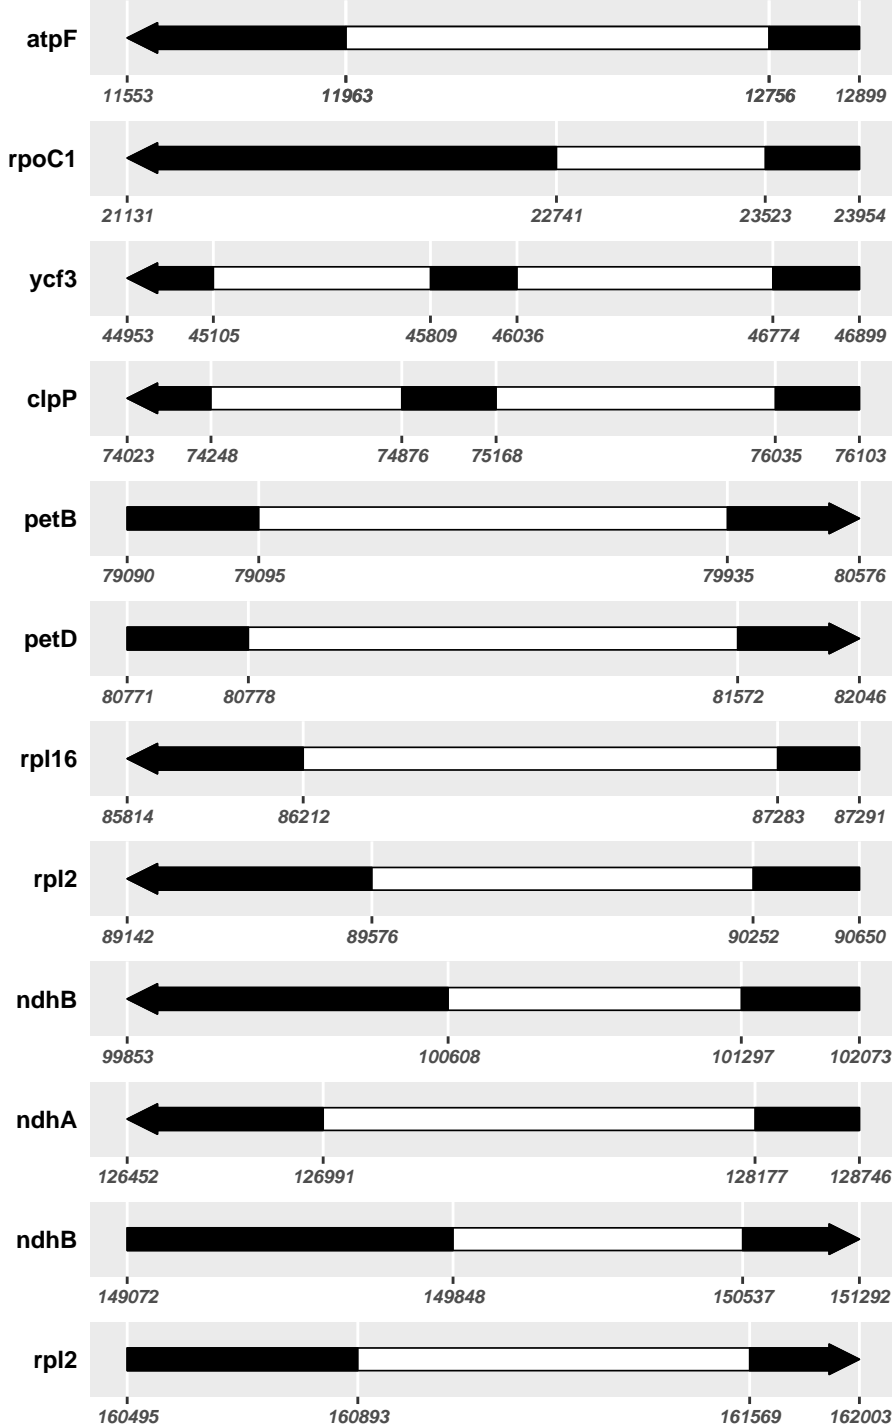 atpF
11553 11963 12756 12899
rpoC1
21131 22741 23523 23954
ycf3
44953 45105 45809 46036 46774 46899
clpP
74023 74248 74876 75168 76035 76103
petB
79090 79095 79935 80576
petD
80771 80778 81572 82046
rpl16
85814 86212 87283 87291
rpl2
89142 89576 90252 90650
ndhB
99853 100608 101297 102073
ndhA
126452 126991 128177 128746
ndhB
149072 149848 150537 151292
rpl2
160495 160893 161569 162003